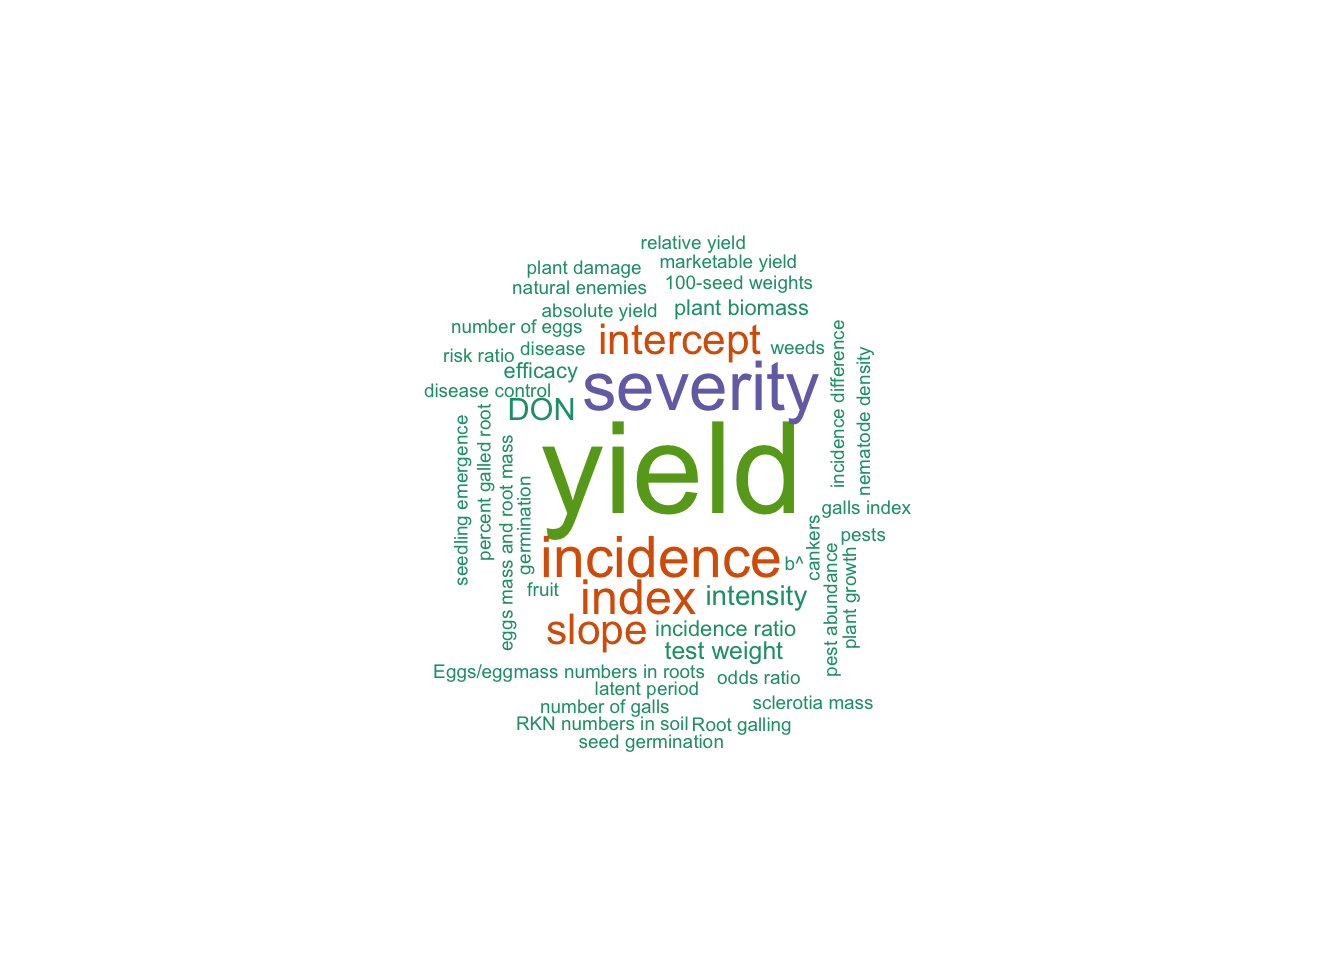 relative yield
marketable yield
plant damage
100-seed weights
natural enemies
absolute yield
plant biomass
number of eggs
intercept
weeds
risk ratio
disease
efficacy
severity
disease control
DON
incidence difference
nematode density
yield
seedling emergence
percent galled root
eggs mass and root mass
germination
galls index
cankers
pests
incidence
b^
pest abundance
plant growth
fruit
index
intensity
slope
incidence ratio
test weight
Eggs/eggmass numbers in roots
odds ratio
latent period
sclerotia mass
number of galls
RKN numbers in soil
Root galling
seed germination